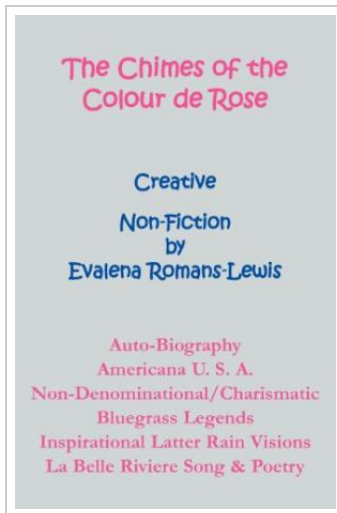 The Chimes of the
Colour de Rose
Creative
Non-Fiction
by
Evalena Romans-Lewis
Auto-Biography
Americana U. S. A.
Non-Denominational/Charismatic
Bluegrass Legends
Inspirational Latter Rain Visions
La Belle Riviere Song & Poetry